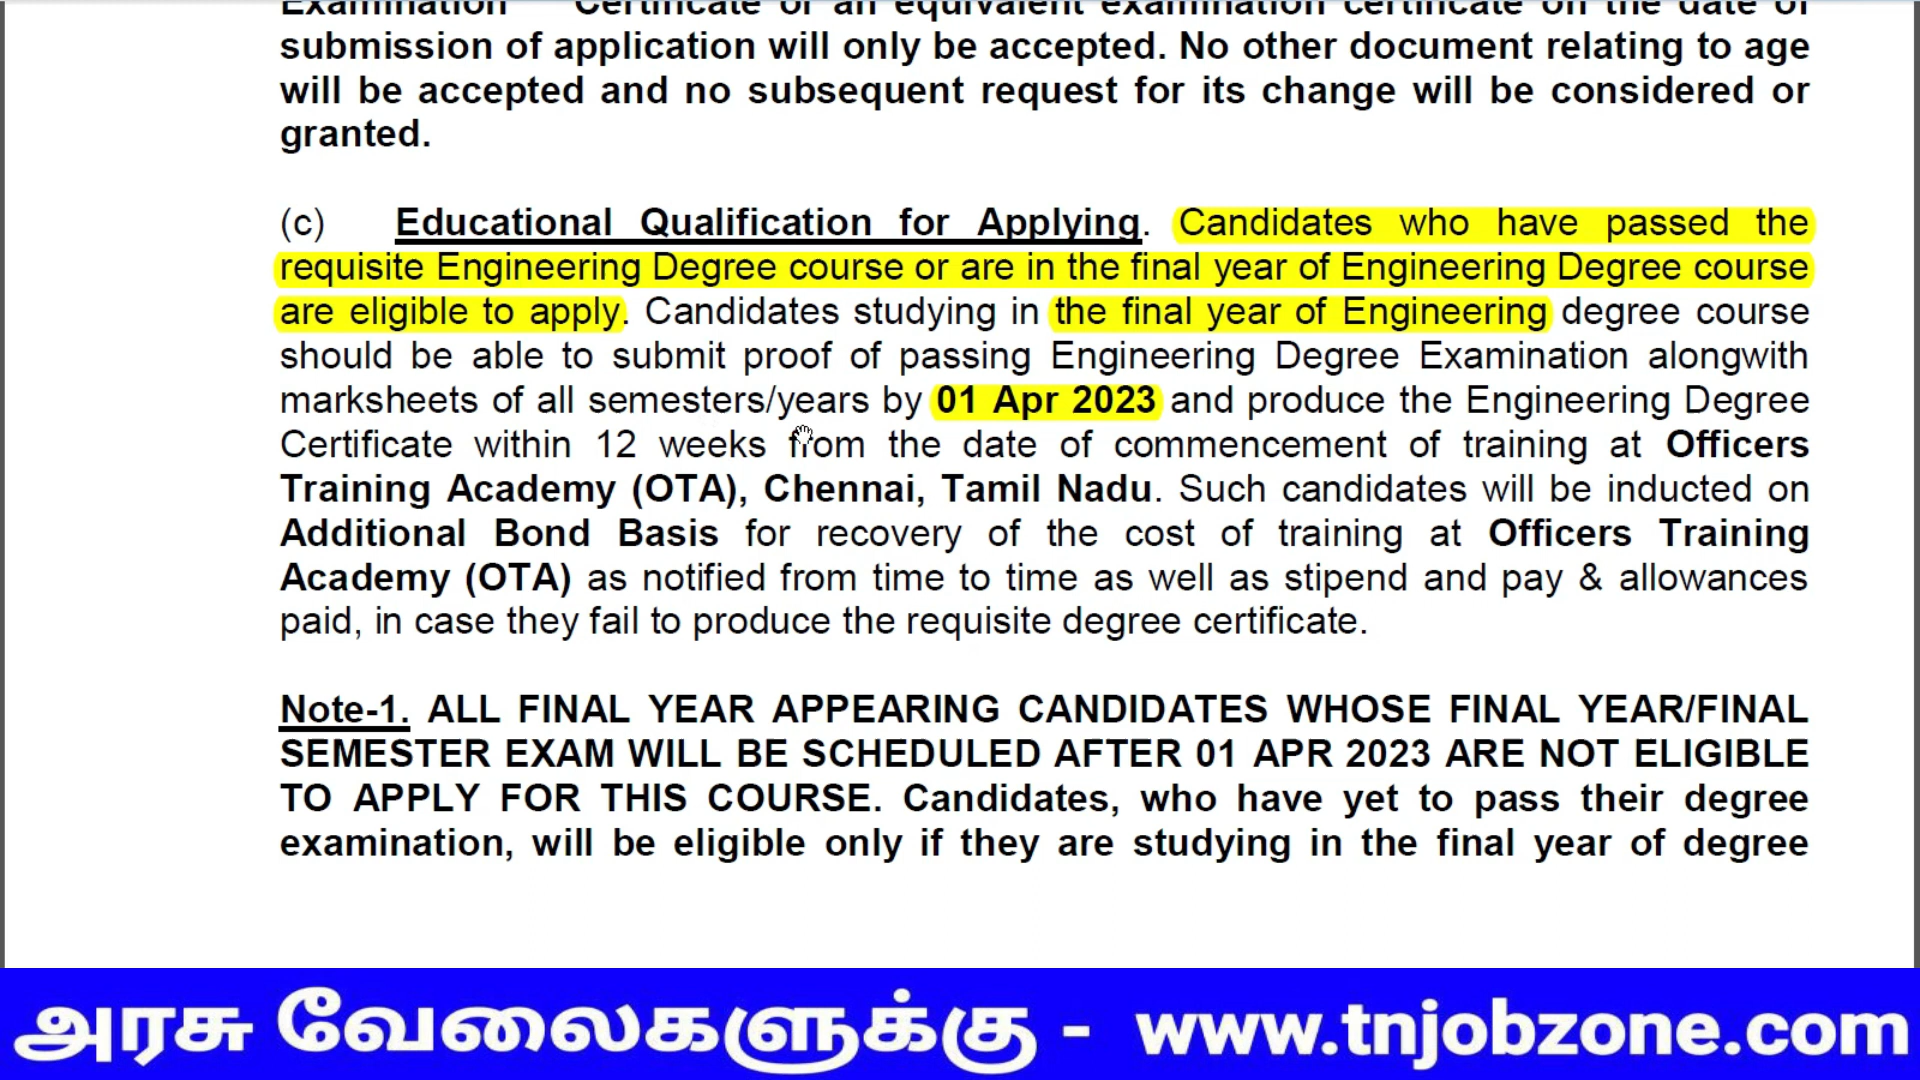 Examination Certificate or an equivalent examination certificate on the date of
submission of application will only be accepted. No other document relating to age
will be accepted and no subsequent request for its change will be considered or
granted.
(c) Educational Qualification for Applying. Candidates who have passed the
requisite Engineering Degree course or are in the final year of Engineering Degree course
are eligible to apply. Candidates studying in the final year of Engineering degree course
should be able to submit proof of passing Engineering Degree Examination alongwith
marksheets of all semesters/years by 01 Apr 2023 and produce the Engineering Degree
Certificate within 12 weeks from the date of commencement of training at Officers
Training Academy (OTA), Chennai, Tamil Nadu. Such candidates will be inducted on
Additional Bond Basis for recovery of the cost of training at Officers Training
Academy (OTA) as notified from time to time as well as stipend and pay & allowances
paid, in case they fail to produce the requisite degree certificate.
Note-1. ALL FINAL YEAR APPEARING CANDIDATES WHOSE FINAL YEAR/FINAL
SEMESTER EXAM WILL BE SCHEDULED AFTER 01 APR 2023 ARE NOT ELIGIBLE
TO APPLY FOR THIS COURSE. Candidates, who have yet to pass their degree
examination, will be eligible only if they are studying in the final year of degree
அரசு வேலைகளுக்கு - www.tnjobzone.com